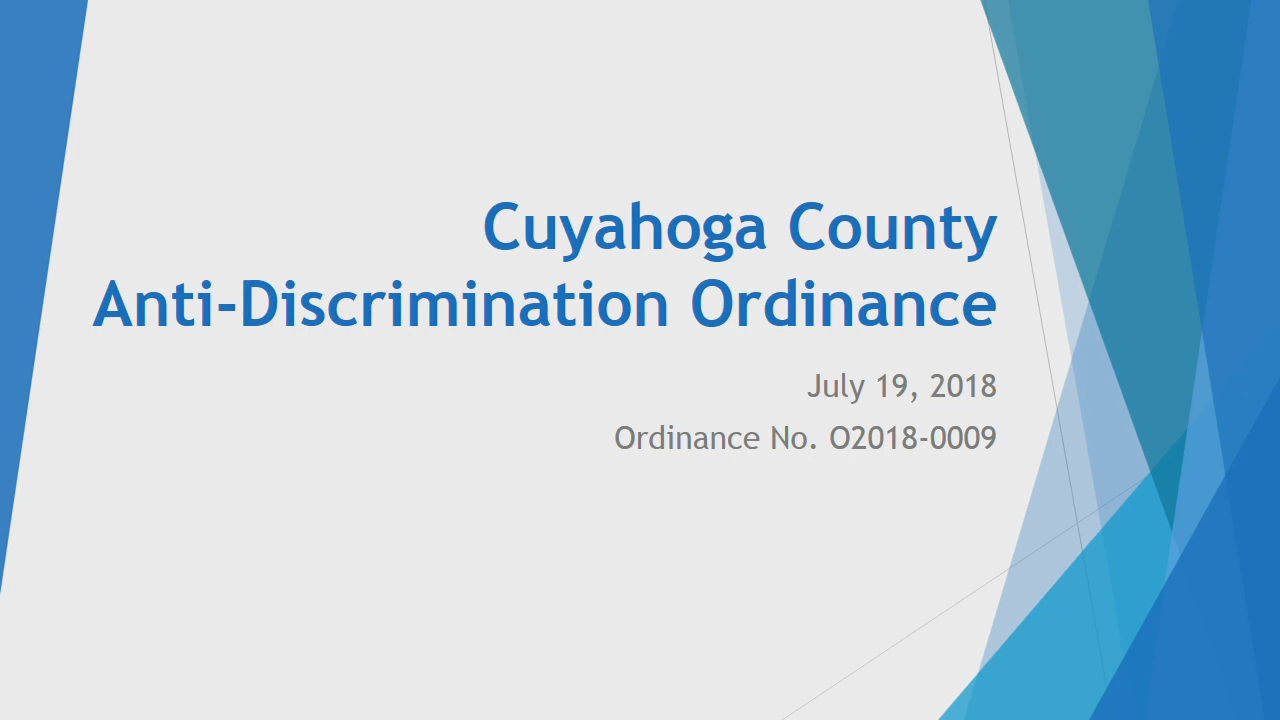 Cuyahoga County
Anti-Discrimination Ordinance
July 19, 2018
Ordinance No. O2018-0009